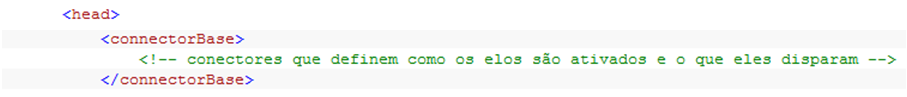 <head>
<connectorBase>
<!-- conectores que definem como os elos são ativados e o que eles disparam -->
</connectorBase>